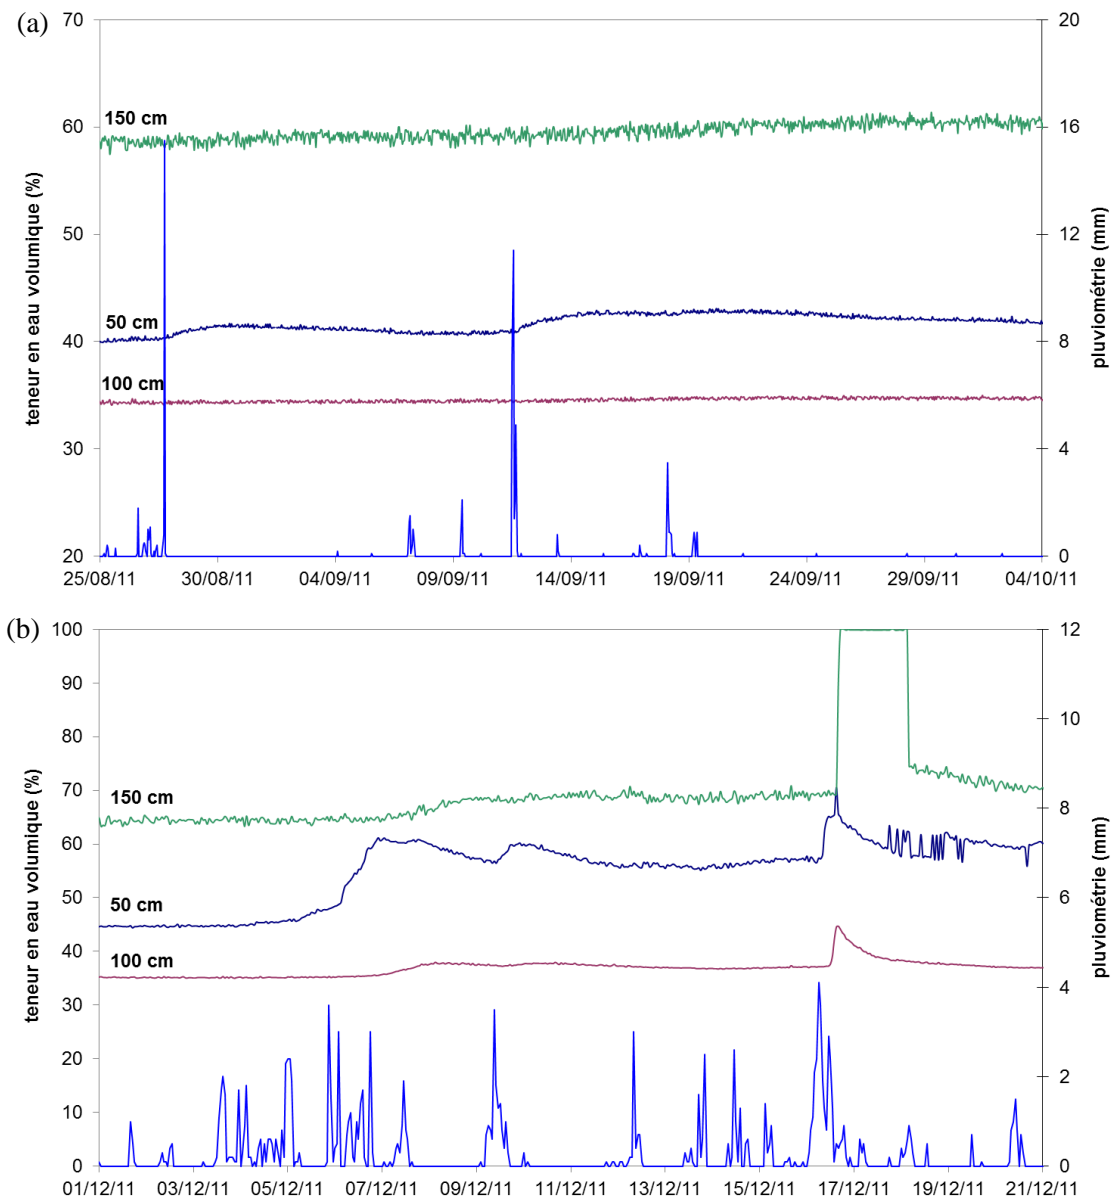 (a)
70
60
50
40
30
20
teneur en eau volumique (%)
150 cm
50 cm
100 cm
20
16
12
8
4
0
pluviométrie (mm)
25/08/11 30/08/11 04/09/11 09/09/11 14/09/11 19/09/11 24/09/11 29/09/11 04/10/11
(b)
100
90
80
70
60
50
40
30
20
10
0
teneur en eau volumique (%)
150 cm
50 cm
100 cm
12
10
8
6
4
2
0
pluviométrie (mm)
01/12/11 03/12/11 05/12/11 07/12/11 09/12/11 11/12/11 13/12/11 15/12/11 17/12/11 19/12/11 21/12/11